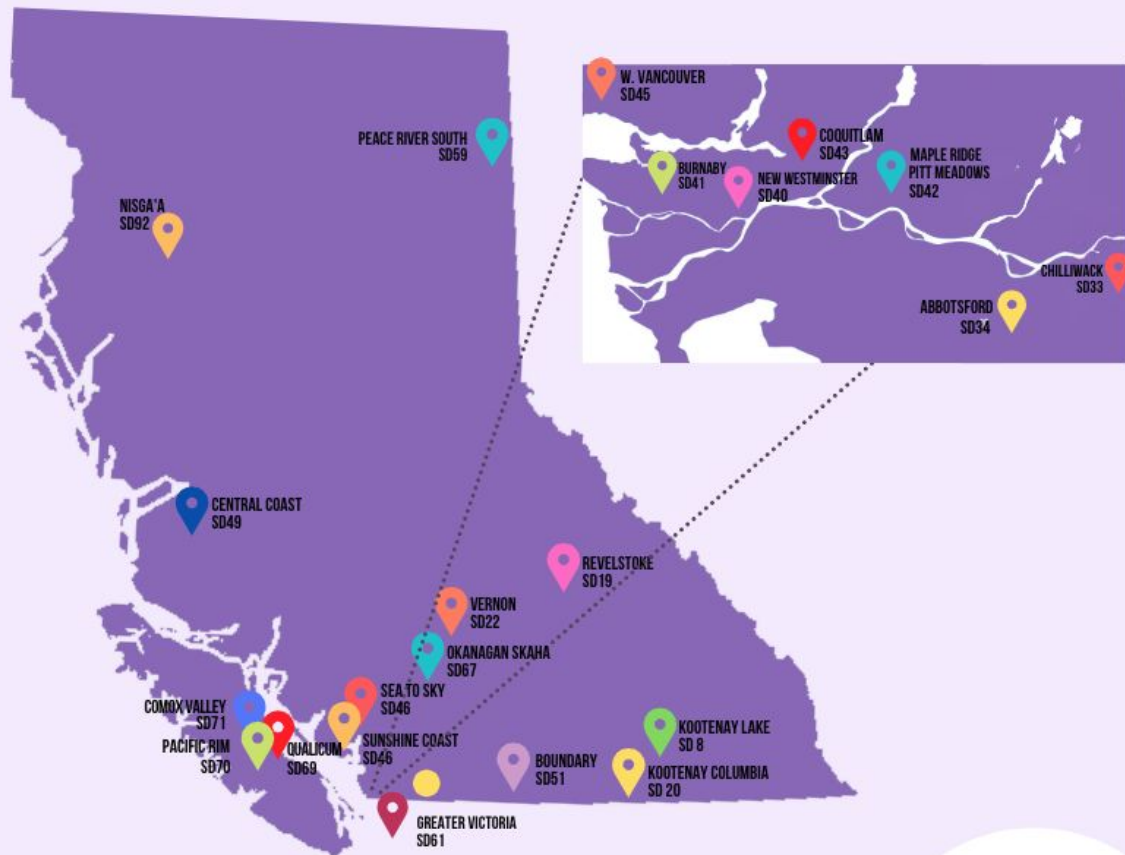 W. VANCOUVER
SD45
COQUITLAM
SD43
PEACE RIVER SOUTH
SD59
BURNABY
SD41
NEW WESTMINSTER
SD40
MAPLE RIDGE
PITT MEADOWS
SD42
NISGA'A
SD92
CHILLIWACK
SD33
ABBOTSFORD
SD34
CENTRAL COAST
SD49
REVELSTOKE
SD19
VERNON
SD22
OKANAGAN SKAHA
SD67
SEA TO SKY
SD46
COMOX VALLEY
SD71
PACIFIC RIM
SD70
QUALICUM
SD69
SUNSHINE COAST
SD46
KOOTENAY LAKE
SD 8
BOUNDARY
SD51
KOOTENAY COLUMBIA
SD 20
GREATER VICTORIA
SD61